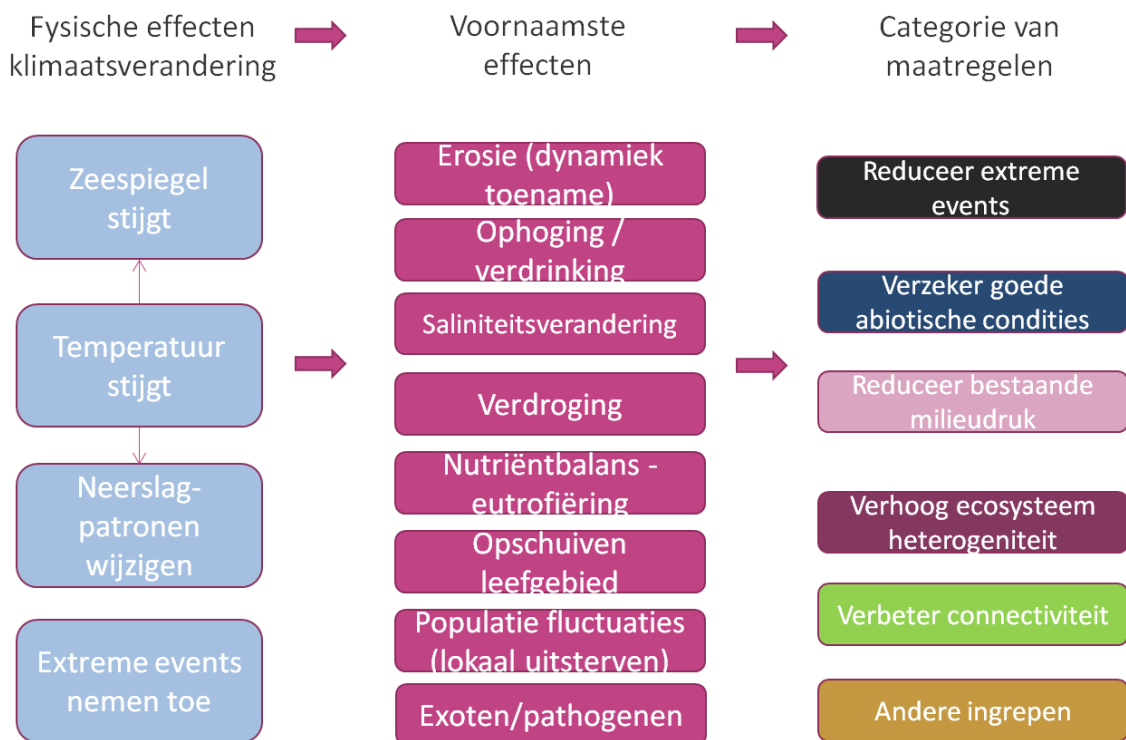 Fysische effecten
klimaatsverandering
Voornaamste
effecten
Categorie van
maatregelen
Zeespiegel
stijgt
Temperatuur
stijgt
Neerslag-
patronen
wijzigen
Extreme events
nemen toe
Erosie (dynamiek
toename)
Ophoging /
verdrinking
Saliniteitsverandering
Verdroging
Nutriëntbalans -
eutrofiëring
Opschuiven
leefgebied
Populatie fluctuaties
(lokaal uitsterven)
Exoten/pathogenen
Reduceer extreme
events
Verzeker goede
abiotische condities
Reduceer bestaande
milieudruk
Verhoog ecosysteem
heterogeniteit
Verbeter connectiviteit
Andere ingrepen